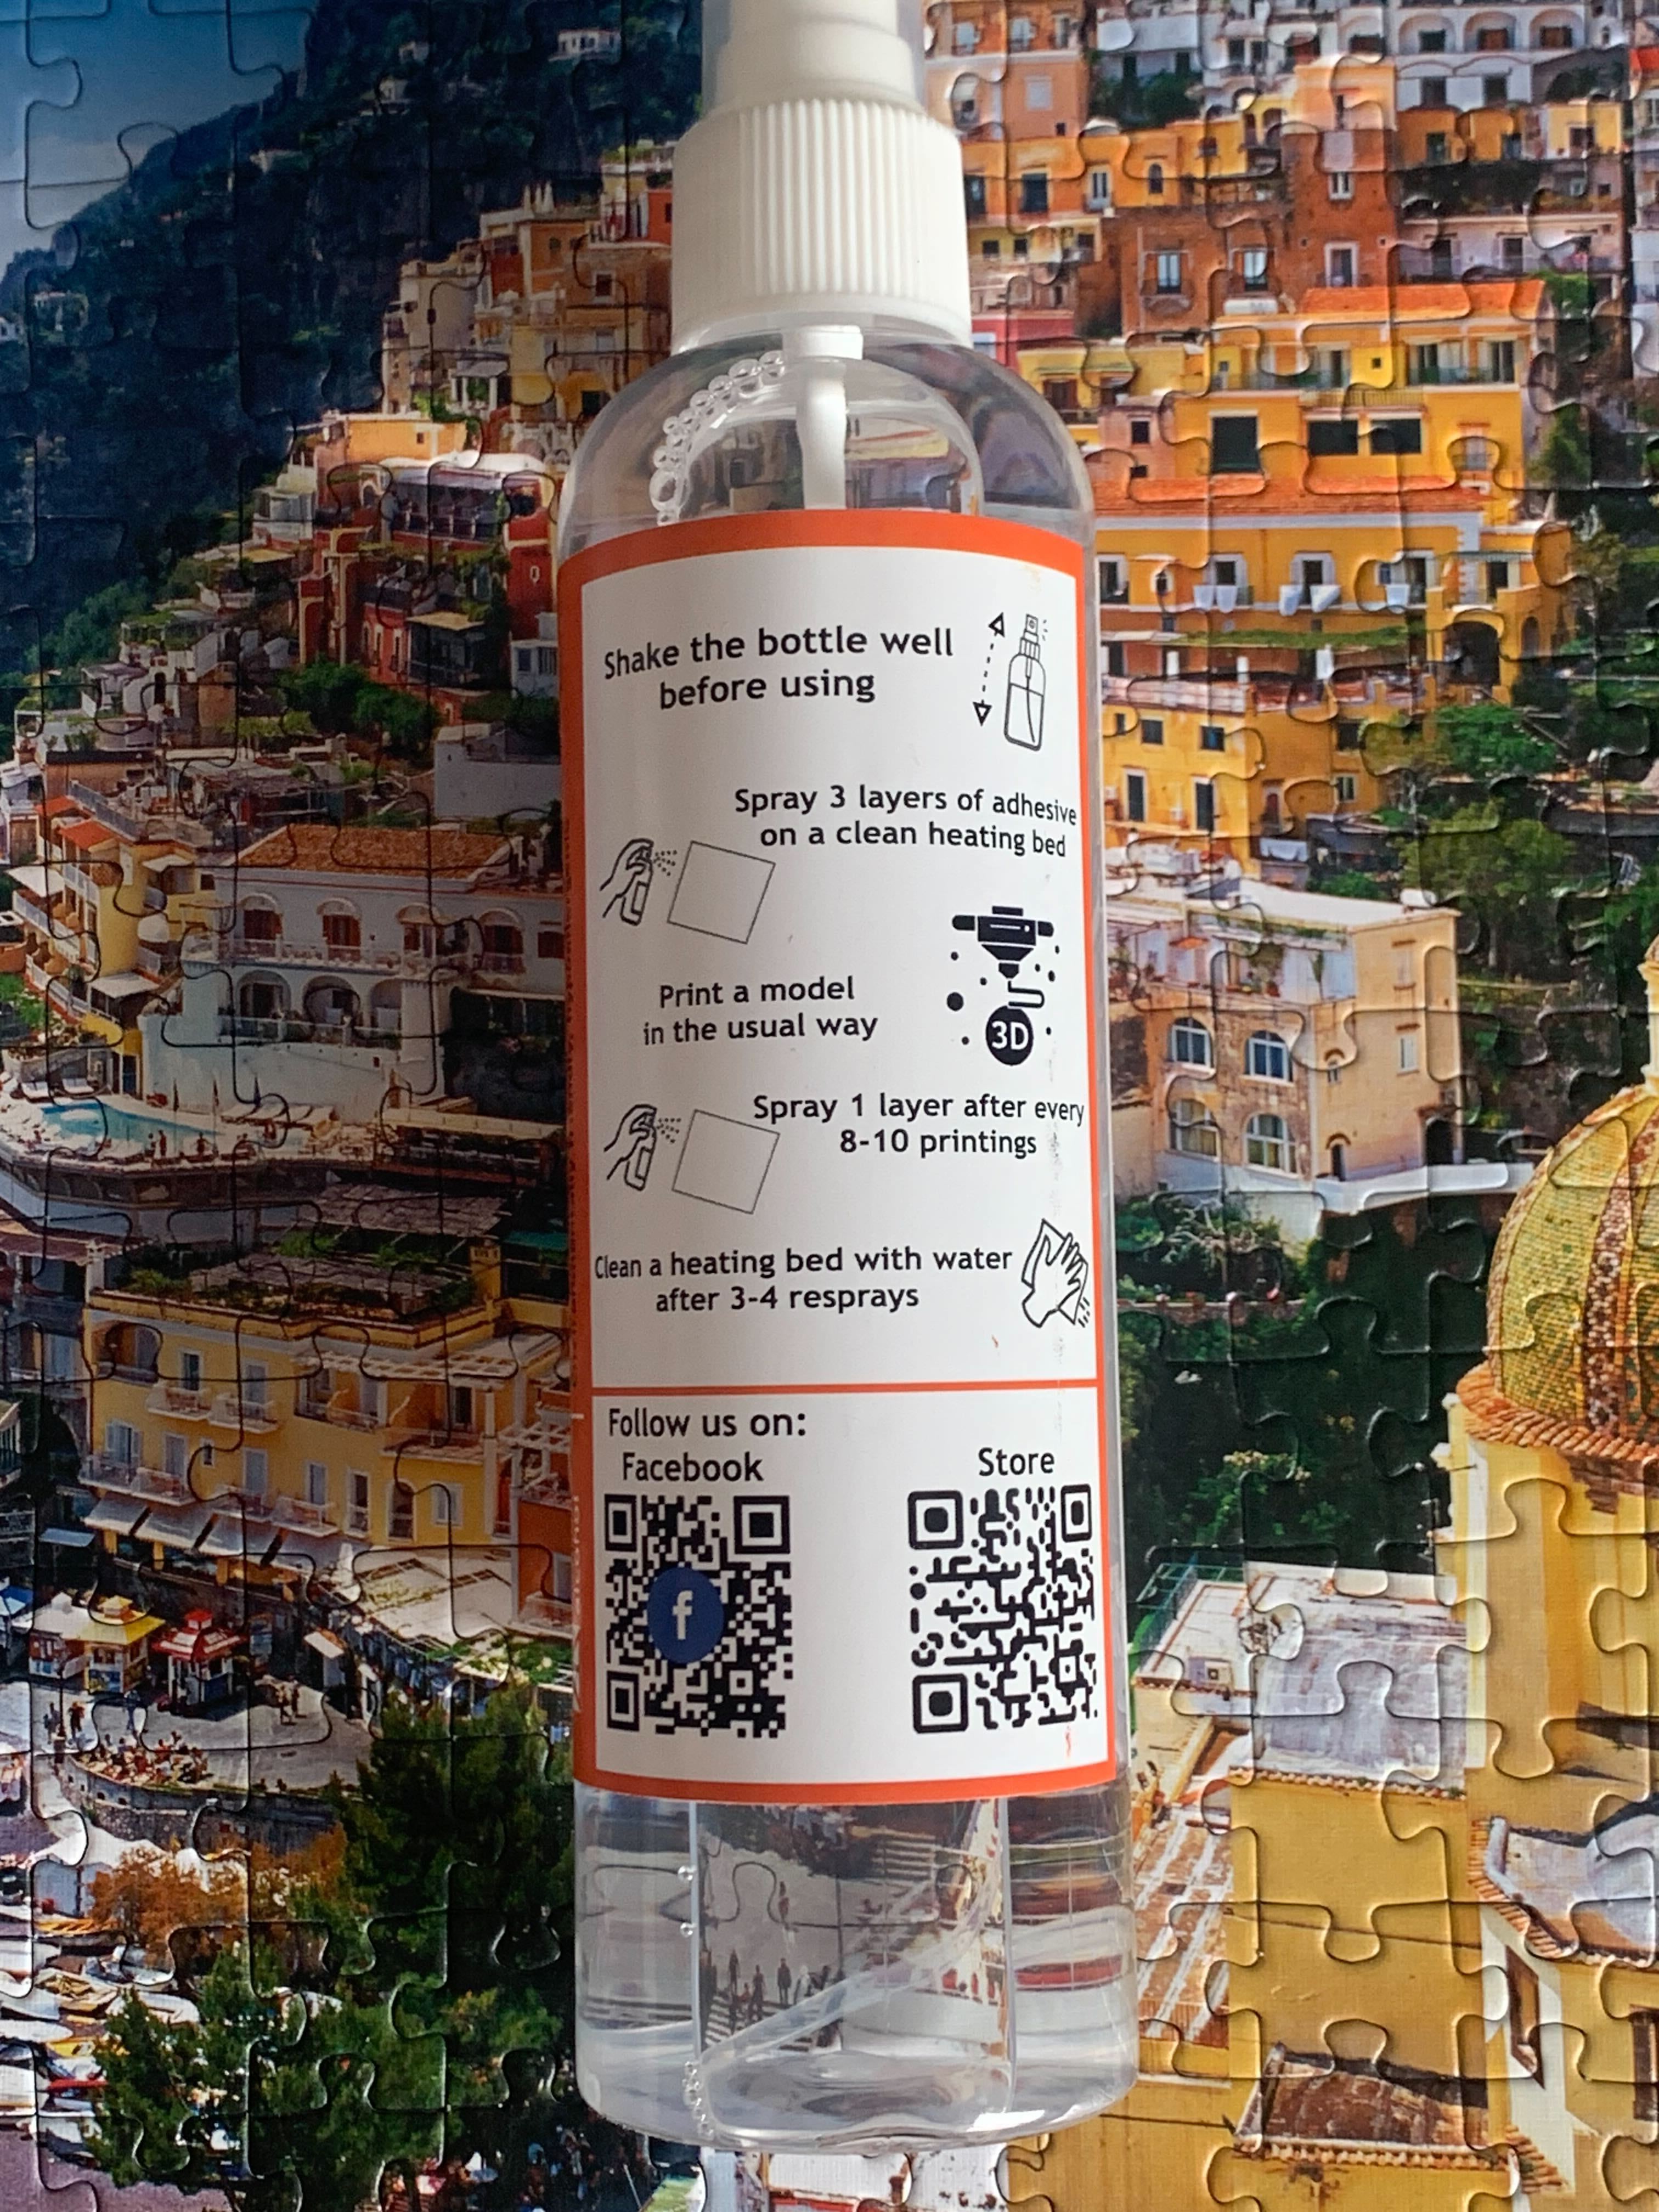 Shake the bottle well
before using
Spray 3 layers of adhesive
on a clean heating bed
Print a model
in the usual way
3D
Spray 1 layer after every
8-10 printings
Clean a heating bed with water
after 3-4 resprays
Follow us on:
Facebook
Store
f